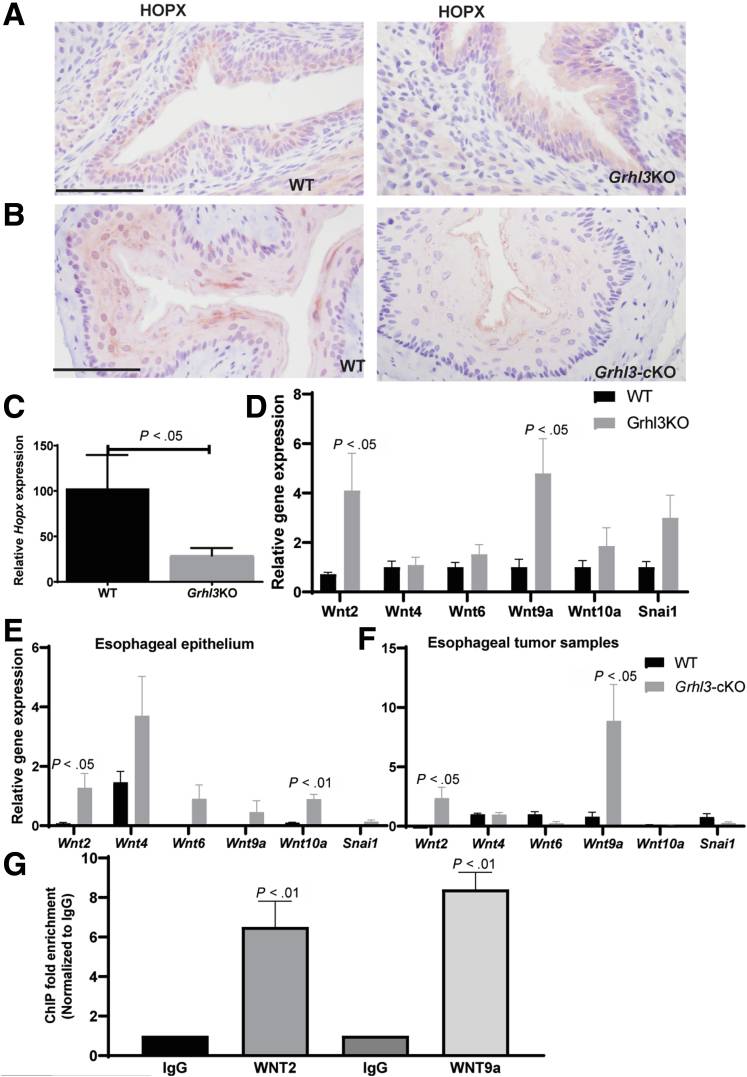 A
HOPX
HOPX
WT
Grhl3KO
B
WT
Grhl3-cKO
C
Relative Hopx expression
150
100
50
0
P < .05
WT
Grhl3KO
D
Relative gene expression
8
6
4
2
0
P < .05
P < .05
WT
Grhl3KO
Wnt2
Wnt4
Wnt6
Wnt9a
Wnt10a
Snai1
E
Esophageal epithelium
Relative gene expression
6
4
2
0
P < .05
P < .01
Wnt2
Wnt4
Wnt6
Wnt9a
Wnt10a
Snai1
F
Esophageal tumor samples
15
10
5
0
P < .05
P < .05
WT
Grhl3-cKO
Wnt2
Wnt4
Wnt6
Wnt9a
Wnt10a
Snai1
G
ChIP fold enrichment
(Normalized to IgG)
10
8
6
4
2
0
P < .01
P < .01
IgG
WNT2
IgG
WNT9a